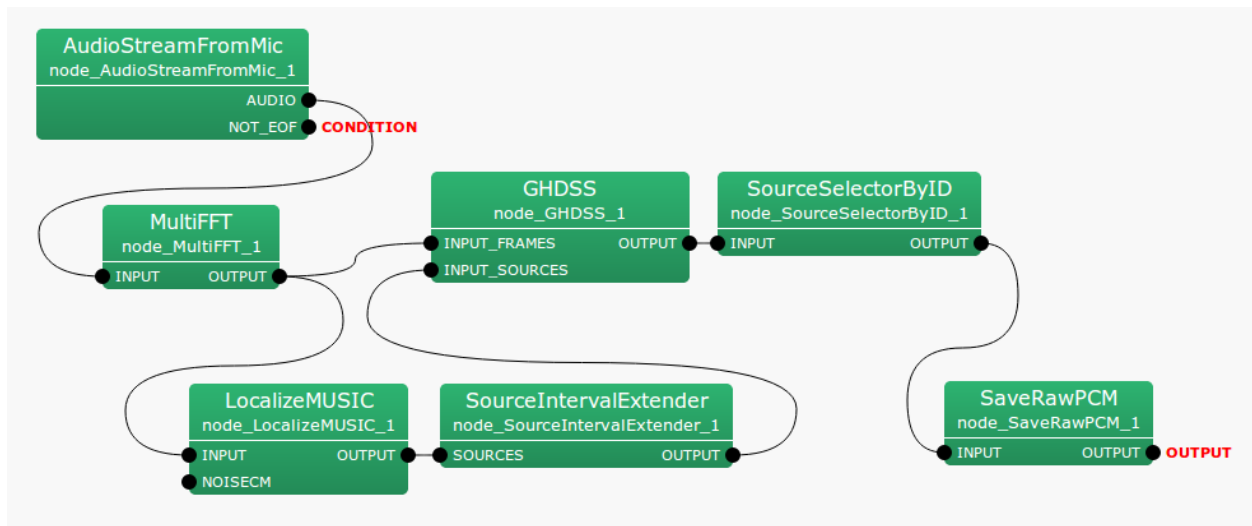 AudioStreamFromMic
node_AudioStreamFromMic_1
AUDIO
NOT_EOF CONDITION
MultiFFT
node_MultiFFT_1
INPUT OUTPUT
GHDSS
node_GHDSS_1
INPUT_FRAMES OUTPUT
INPUT_SOURCES
SourceSelectorByID
node_SourceSelectorByID_1
INPUT OUTPUT
LocalizeMUSIC
node_LocalizeMUSIC_1
INPUT OUTPUT
NOISECM
SourceIntervalExtender
node_SourceIntervalExtender_1
SOURCES OUTPUT
SaveRawPCM
node_SaveRawPCM_1
INPUT OUTPUT OUTPUT